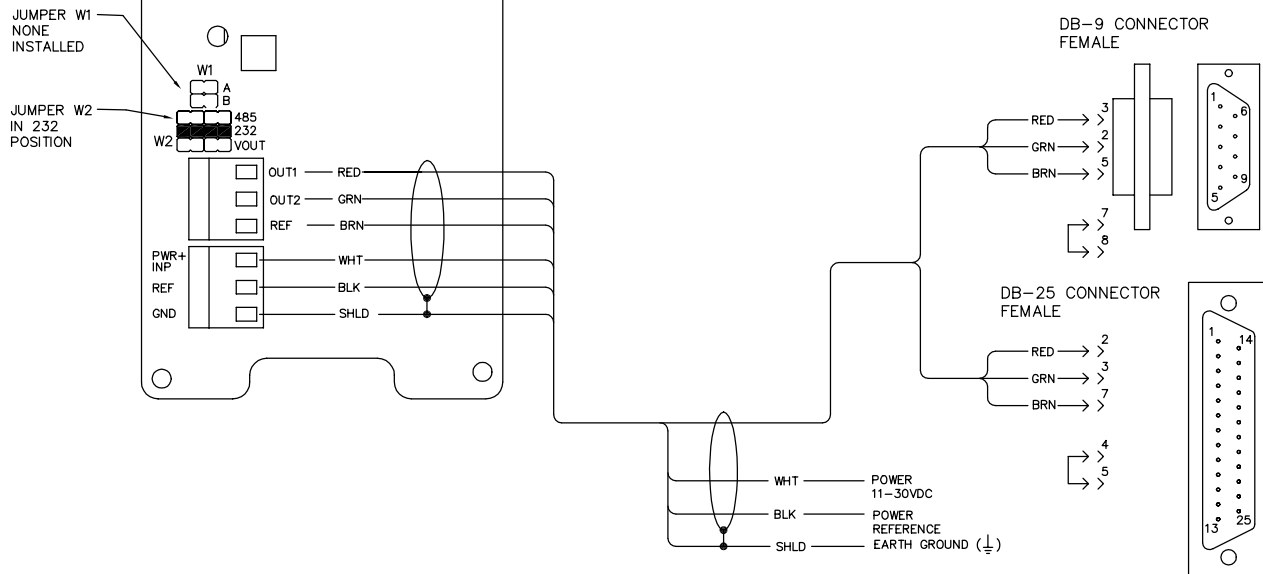 JUMPER W1
NONE
INSTALLED
W1
A
B
JUMPER W2
IN 232
POSITION
485
232
W2
VOUT
OUT1
RED
OUT2
GRN
REF
BRN
PWR+
INP
WHT
REF
BLK
GND
SHLD
DB-9 CONNECTOR
FEMALE
RED
3
GRN
2
BRN
5
7
8
1
6
5
9
DB-25 CONNECTOR
FEMALE
RED
2
GRN
3
BRN
7
4
5
1
14
13
25
WHT
POWER
11-30VDC
BLK
POWER
REFERENCE
SHLD
EARTH GROUND (⏚)